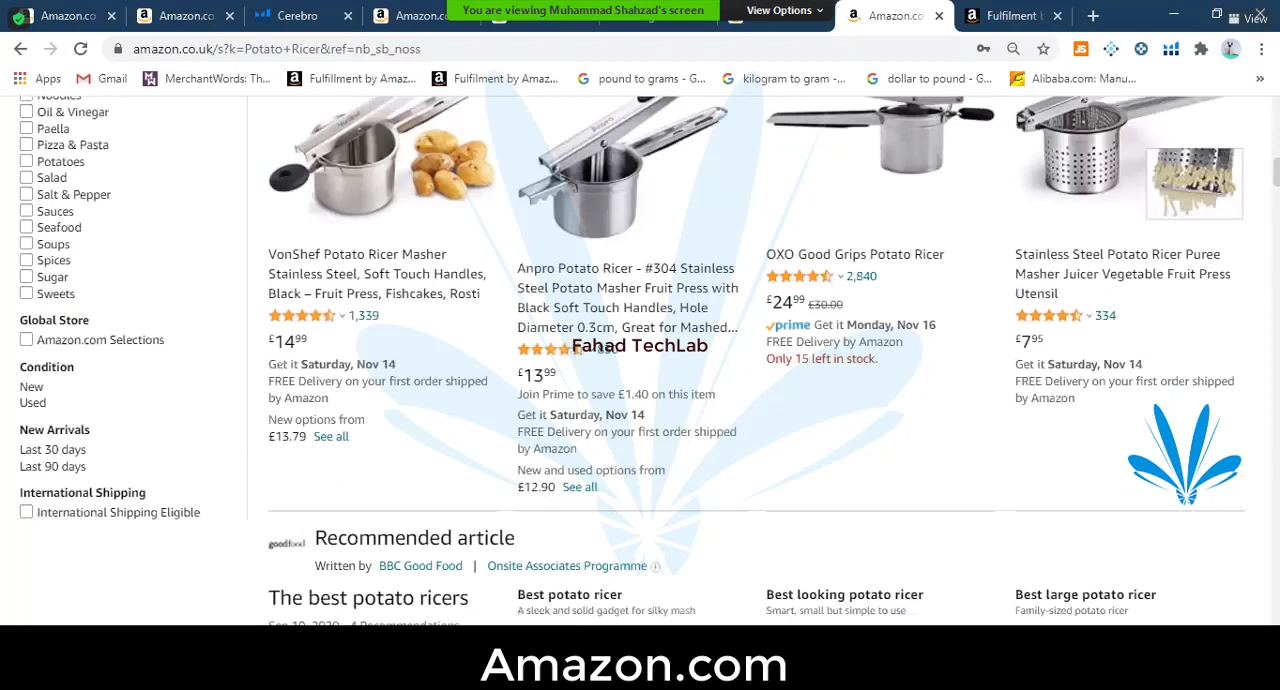 Amazon.co
Amazon.co
Cerebro
Amazon.co
You are viewing Muhammad Shahzad's screen
View Options
Amazon.co
Fulfilment b
View
amazon.co.uk/s?k=Potato+Ricer&ref=nb_sb_noss
Apps
Gmail
MerchantWords: Th...
Fulfillment by Amaz...
Fulfilment by Amaz...
pound to grams - G...
kilogram to gram -...
dollar to pound - G...
Alibaba.com: Manu...
Noodles
Oil & Vinegar
Paella
Pizza & Pasta
Potatoes
Salad
Salt & Pepper
Sauces
Seafood
Soups
Spices
Sugar
Sweets
Global Store
Amazon.com Selections
Condition
New
Used
New Arrivals
Last 30 days
Last 90 days
International Shipping
International Shipping Eligible
VonShef Potato Ricer Masher
Stainless Steel, Soft Touch Handles,
Black – Fruit Press, Fishcakes, Rosti
1,339
£14.99
Get it Saturday, Nov 14
FREE Delivery on your first order shipped
by Amazon
New options from
£13.79 See all
Anpro Potato Ricer - #304 Stainless
Steel Potato Masher Fruit Press with
Black Soft Touch Handles, Hole
Diameter 0.3cm, Great for Mashed...
Fahad TechLab
£13.99
Join Prime to save £1.40 on this item
Get it Saturday, Nov 14
FREE Delivery on your first order shipped
by Amazon
New and used options from
£12.90 See all
OXO Good Grips Potato Ricer
2,840
£24.99 £30.00
prime Get it Monday, Nov 16
FREE Delivery by Amazon
Only 15 left in stock.
Stainless Steel Potato Ricer Puree
Masher Juicer Vegetable Fruit Press
Utensil
334
£7.95
Get it Saturday, Nov 14
FREE Delivery on your first order shipped
by Amazon
goodfood
Recommended article
Written by BBC Good Food | Onsite Associates Programme
The best potato ricers
Sep 10, 2020 - 4 Recommendations
Best potato ricer
A sleek and solid gadget for silky mash
Best looking potato ricer
Smart, small but simple to use
Best large potato ricer
Family-sized potato ricer
Amazon.com